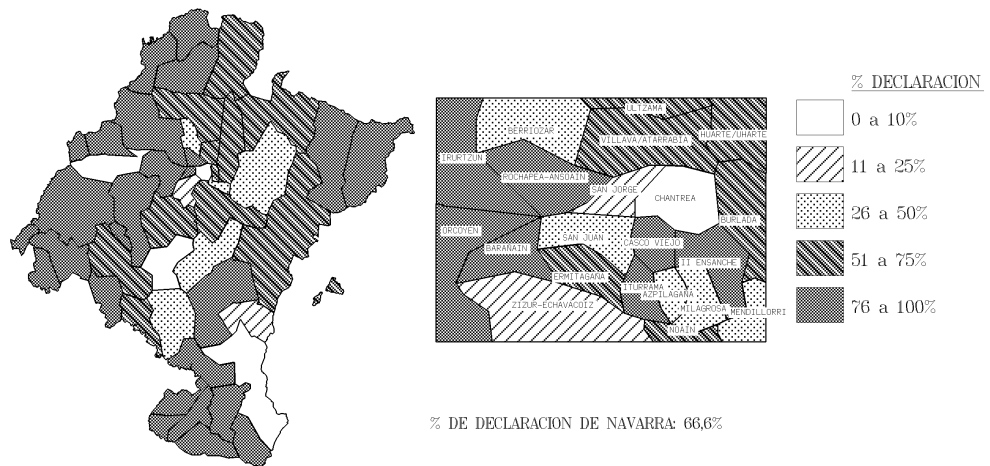 % DECLARACION
0 a 10%
11 a 25%
26 a 50%
51 a 75%
76 a 100%
ULTZAMA
BERRIOZAR
VILLAVA/ATARRABIA
HUARTE/UHARTE
IRURTZUN
ROCHAPEA-ANSOAIN
SAN JORGE
CHANTREA
ORCOYEN
BURLADA
BARAÑAIN
SAN JUAN
CASCO VIEJO
II ENSANCHE
ERMITAGAÑA
ITURRAMA
AZPILAGAÑA
ZIZUR-ECHAVACOIZ
MILAGROSA
MENDILLORRI
NOAIN
% DE DECLARACION DE NAVARRA: 66,6%